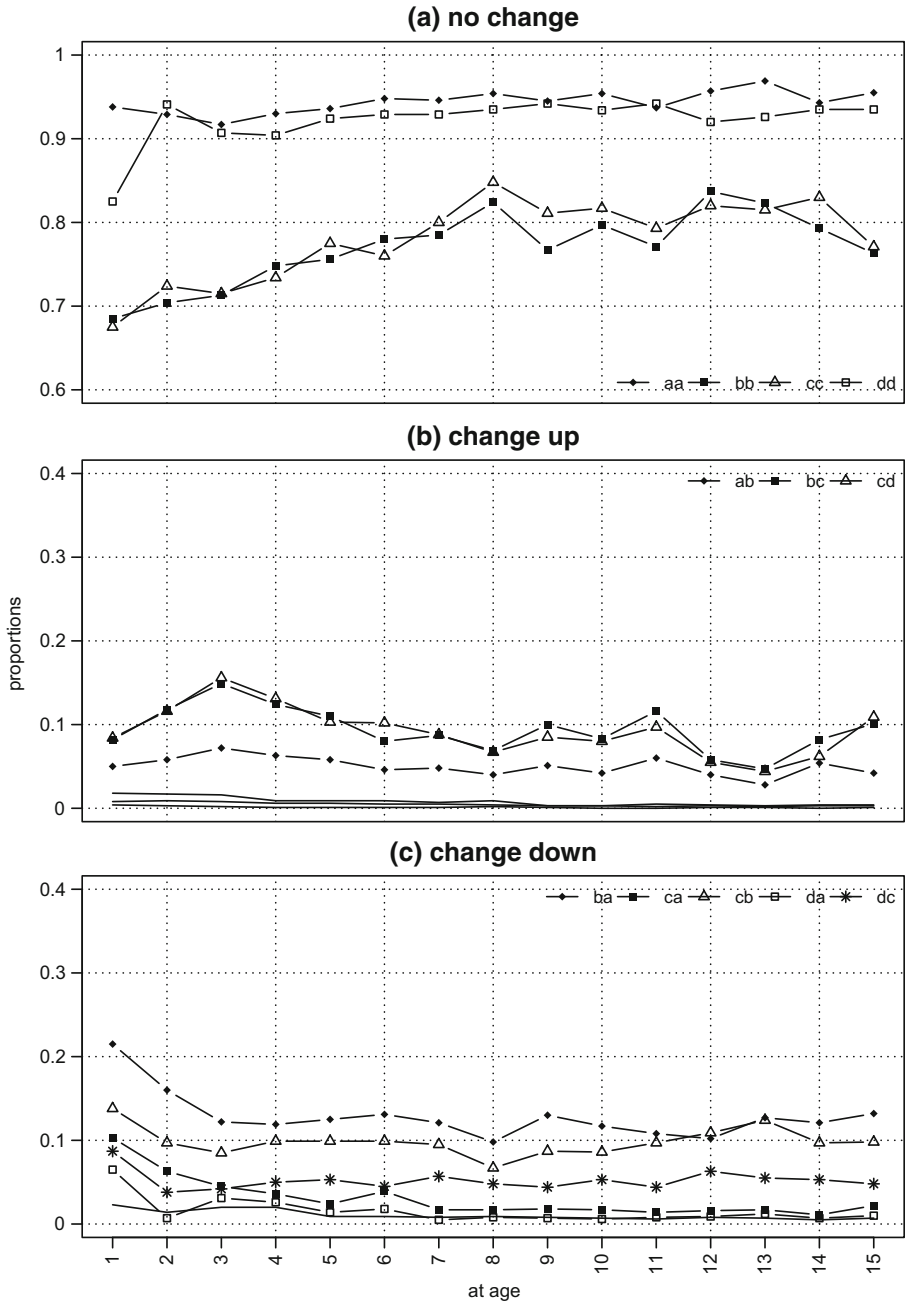 (a) no change
1
0.9
0.8
0.7
0.6
aa bb cc dd
(b) change up
0.4
0.3
0.2
0.1
0
ab bc cd
proportions
(c) change down
0.4
0.3
0.2
0.1
0
ba ca cb da dc
1 2 3 4 5 6 7 8 9 10 11 12 13 14 15
at age